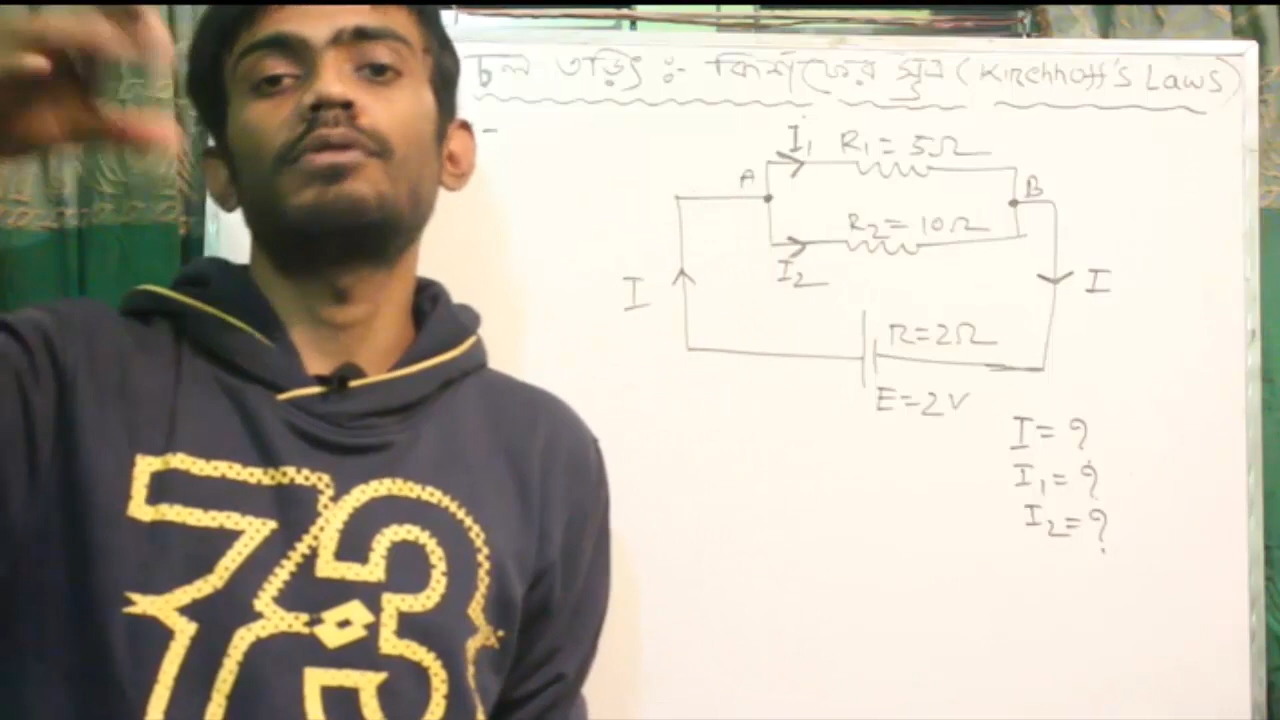 চল তড়িৎ :- কির্শফের সূত্র (Kirchhoff's Laws)
I₁ R₁ = 5Ω
A B
R₂ = 10Ω
I₂
I I
R=2Ω
E=2V
I = ?
I₁ = ?
I₂ = ?
73